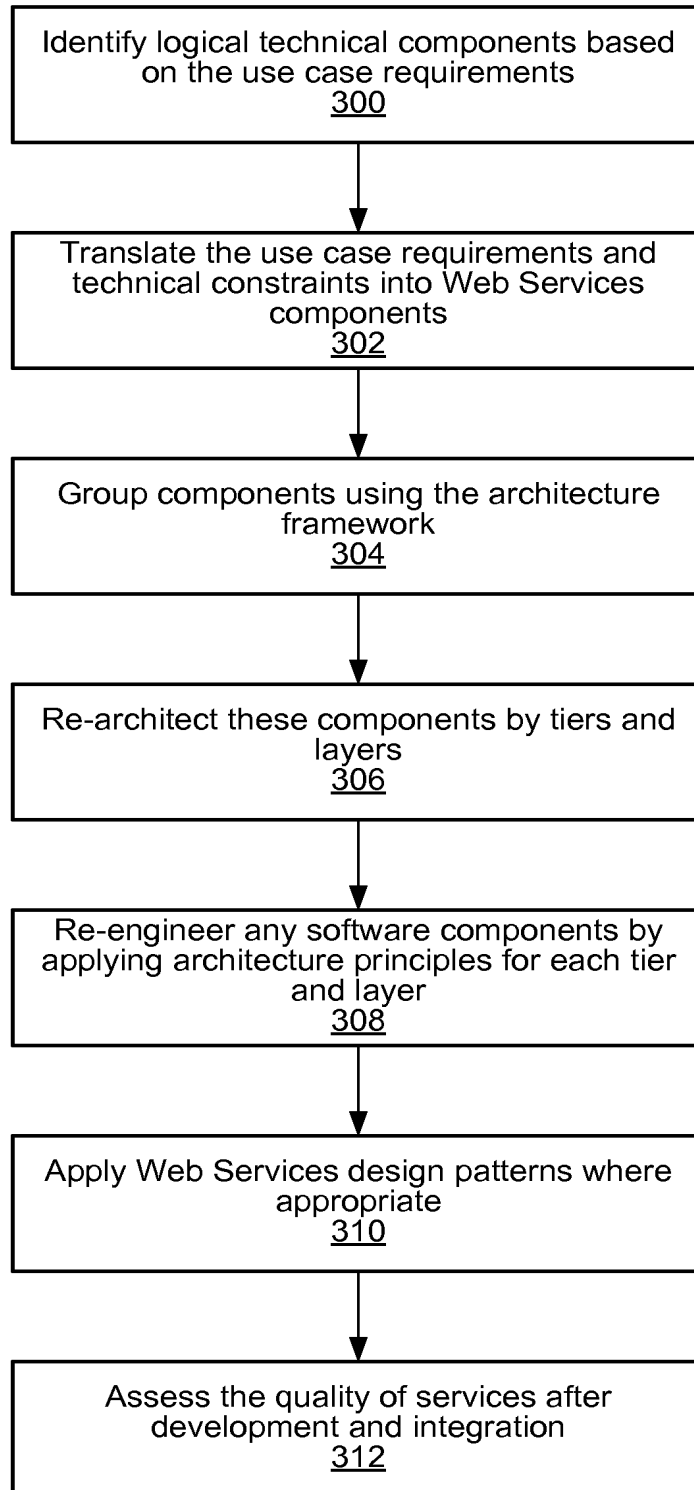 Identify logical technical components based
on the use case requirements
300
Translate the use case requirements and
technical constraints into Web Services
components
302
Group components using the architecture
framework
304
Re-architect these components by tiers and
layers
306
Re-engineer any software components by
applying architecture principles for each tier
and layer
308
Apply Web Services design patterns where
appropriate
310
Assess the quality of services after
development and integration
312